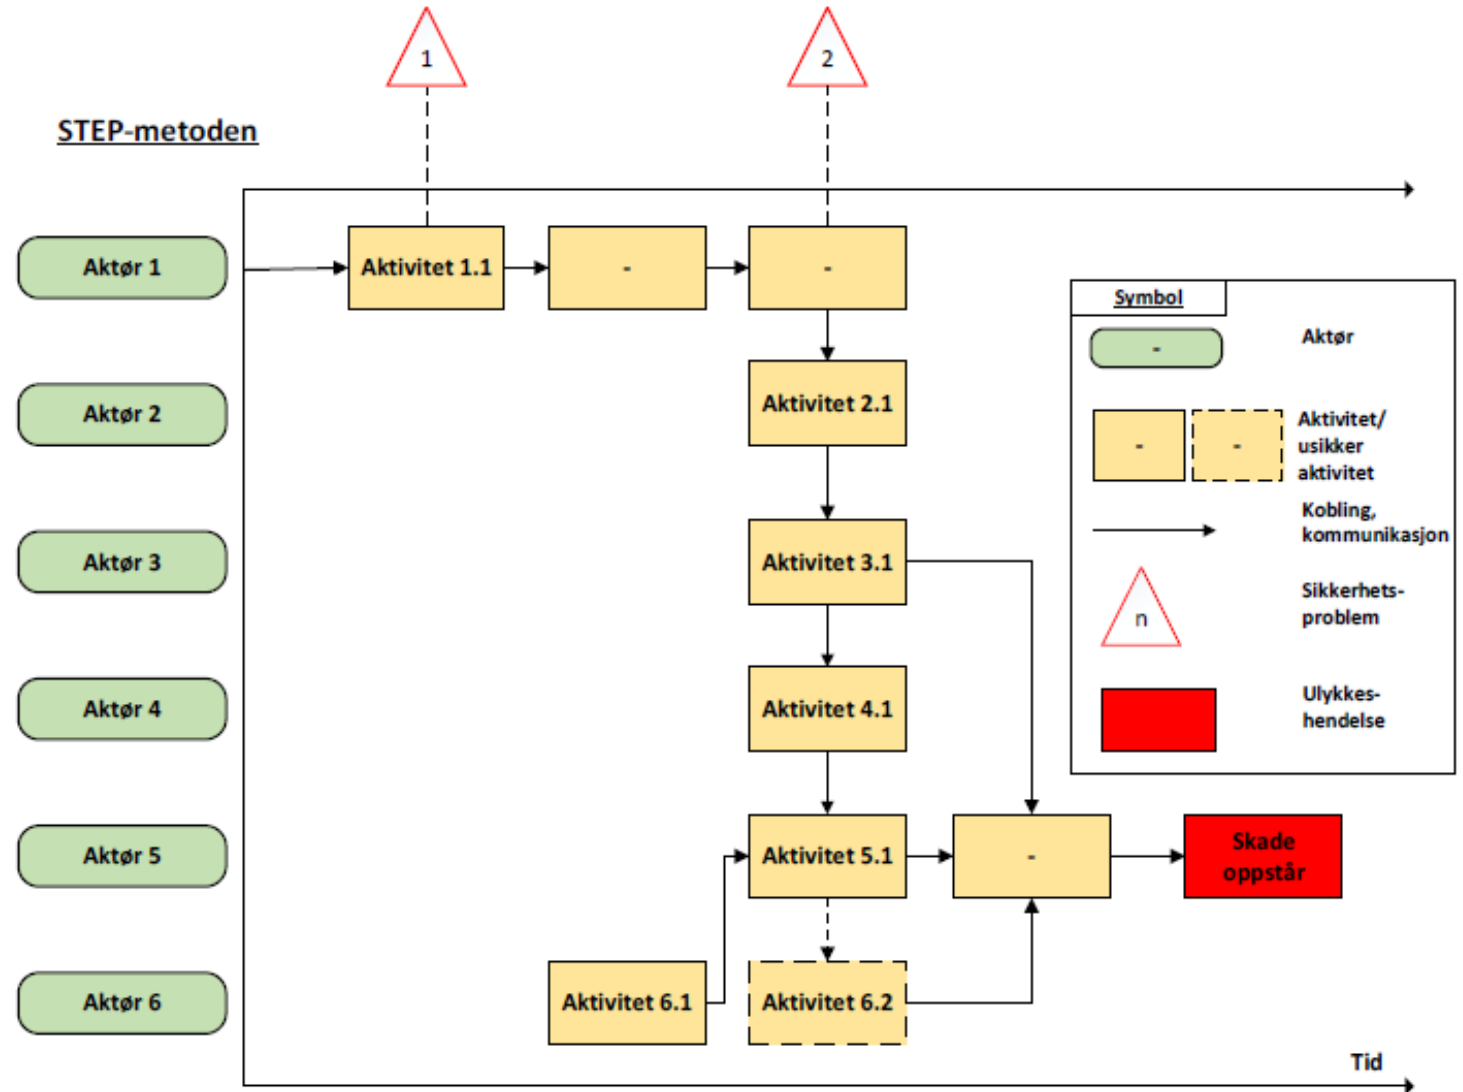 1
2
STEP-metoden
Aktør 1
Aktivitet 1.1
-
-
Symbol
-
Aktør
Aktør 2
Aktivitet 2.1
-
-
Aktivitet/
usikker
aktivitet
Kobling,
kommunikasjon
Aktør 3
Aktivitet 3.1
n
Sikkerhets-
problem
Aktør 4
Aktivitet 4.1
Ulykkes-
hendelse
Aktør 5
Aktivitet 5.1
-
Skade
oppstår
Aktør 6
Aktivitet 6.1
Aktivitet 6.2
Tid